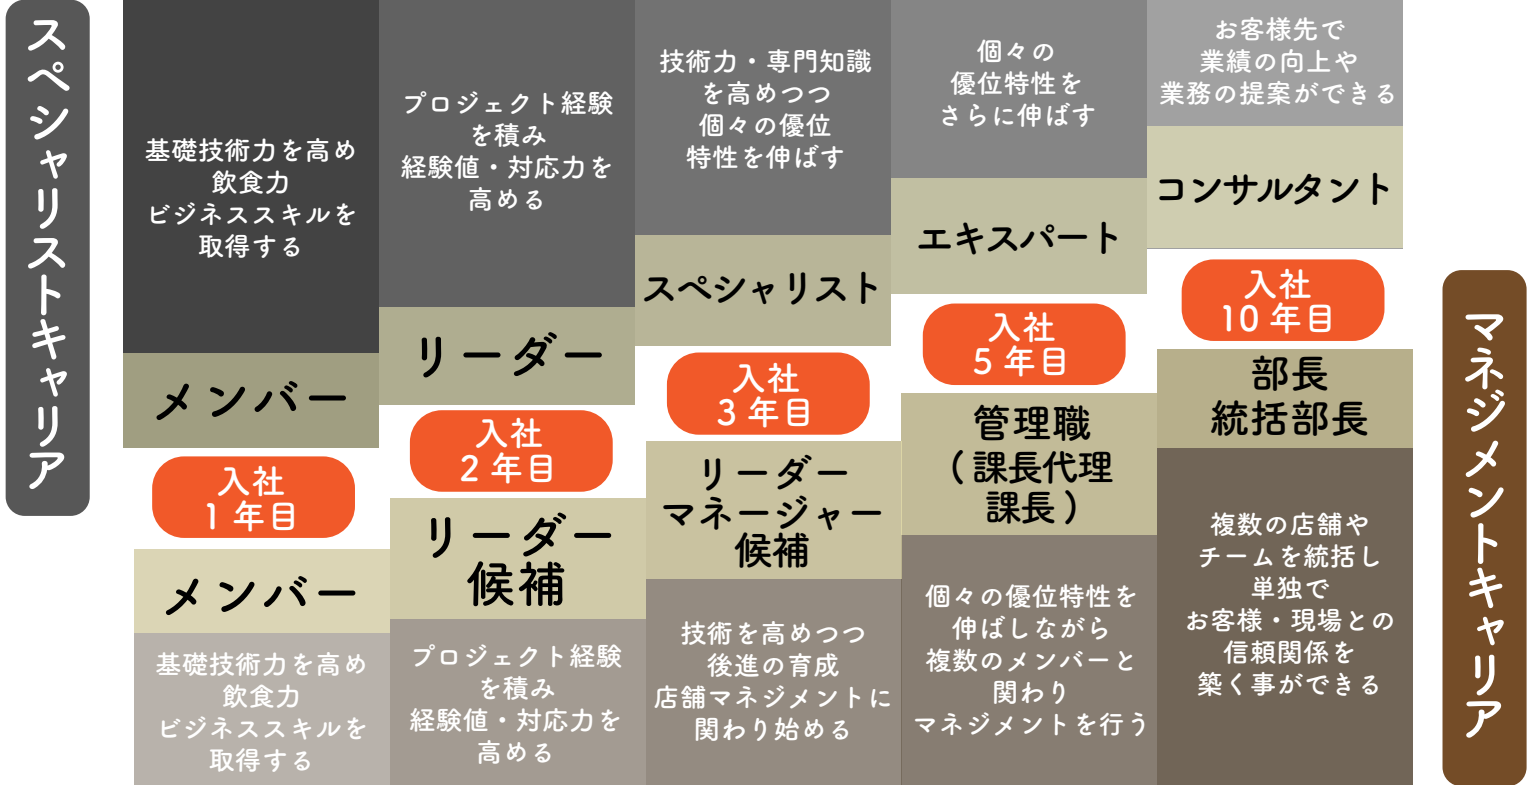 スペシャリストキャリア
基礎技術力を高め
飲食力
ビジネススキルを
取得する
メンバー
プロジェクト経験
を積み
経験値・対応力を
高める
リーダー
技術力・専門知識
を高めつつ
個々の優位
特性を伸ばす
スペシャリスト
個々の
優位特性を
さらに伸ばす
エキスパート
お客様先で
業績の向上や
業務の提案ができる
コンサルタント
入社
1 年目
入社
2 年目
入社
3 年目
入社
5 年目
入社
10 年目
メンバー
基礎技術力を高め
飲食力
ビジネススキルを
取得する
リーダー
候補
プロジェクト経験
を積み
経験値・対応力を
高める
リーダー
マネージャー
候補
技術を高めつつ
後進の育成
店舗マネジメントに
関わり始める
管理職
（課長代理
課長）
個々の優位特性を
伸ばしながら
複数のメンバーと
関わり
マネジメントを行う
部長
統括部長
複数の店舗や
チームを統括し
単独で
お客様・現場との
信頼関係を
築く事ができる
マネジメントキャリア